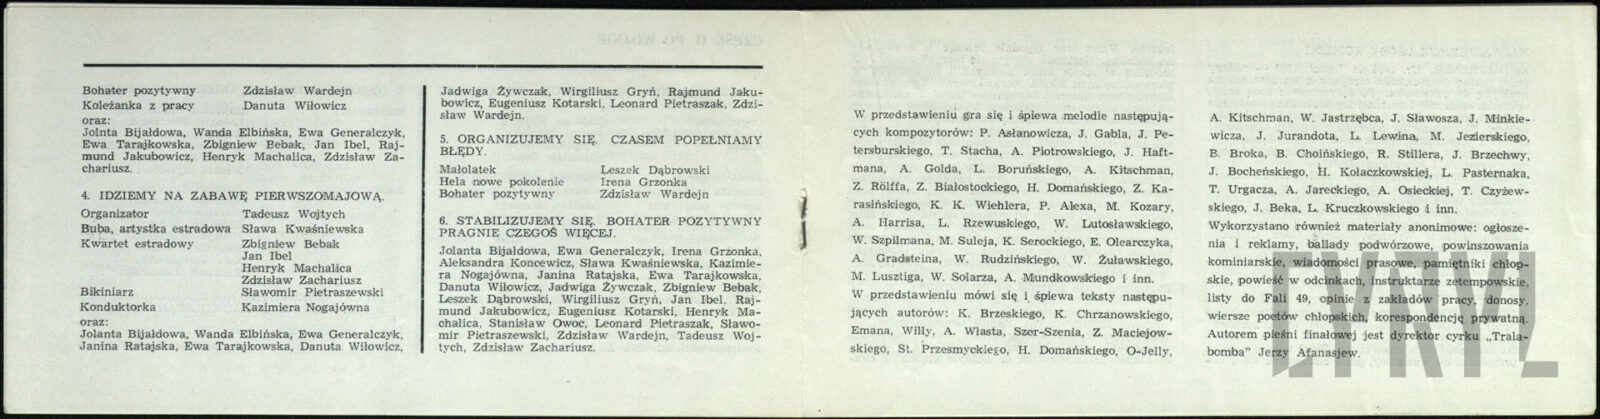 Bohater pozytywny Zdzisław Wardejn
Koleżanka z pracy Danuta Wiłowicz
oraz:
Jolnta Bijałdowa, Wanda Elbińska, Ewa Generalczyk,
Ewa Tarajkowska, Zbigniew Bebak, Jan Ibel, Raj-
mund Jakubowicz, Henryk Machalica, Zdzisław Za-
chariusz.
4. IDZIEMY NA ZABAWĘ PIERWSZOMAJOWĄ.
Organizator Tadeusz Wojtych
Buba, artystka estradowa Sława Kwaśniewska
Kwartet estradowy Zbigniew Bebak
Jan Ibel
Henryk Machalica
Zdzisław Zachariusz
Bikiniarz Sławomir Pietraszewski
Konduktorka Kazimiera Nogajówna
oraz:
Jolanta Bijałdowa, Wanda Elbińska, Ewa Generalczyk,
Janina Ratajska, Ewa Tarajkowska, Danuta Wiłowicz,
Jadwiga Żywczak, Wirgiliusz Gryń, Rajmund Jaku-
bowicz, Eugeniusz Kotarski, Leonard Pietraszak, Zdzi-
sław Wardejn.
5. ORGANIZUJEMY SIĘ. CZASEM POPEŁNIAMY
BŁĘDY.
Małolatek Leszek Dąbrowski
Hela nowe pokolenie Irena Grzonka
Bohater pozytywny Zdzisław Wardejn
6. STABILIZUJEMY SIĘ. BOHATER POZYTYWNY
PRAGNIE CZEGOŚ WIĘCEJ.
Jolanta Bijałdowa, Ewa Generalczyk, Irena Grzonka,
Aleksandra Koncewicz, Sława Kwaśniewska, Kazimie-
ra Nogajówna, Janina Ratajska, Ewa Tarajkowska,
Danuta Wiłowicz, Jadwiga Żywczak, Zbigniew Bebak,
Leszek Dąbrowski, Wirgiliusz Gryń, Jan Ibel, Raj-
mund Jakubowicz, Eugeniusz Kotarski, Henryk Ma-
chalica, Stanisław Owoc, Leonard Pietraszak, Sławo-
mir Pietraszewski, Zdzisław Wardejn, Tadeusz Woj-
tych, Zdzisław Zachariusz.
W przedstawieniu gra się i śpiewa melodie następują-
cych kompozytorów: P. Asłanowicza, J. Gabla, J. Pe-
tersburskiego, T. Stacha, A. Piotrowskiego, J. Haft-
mana, A. Golda, L. Boruńskiego, A. Kitschman,
Z. Rölffa, Z. Białostockiego, H. Domańskiego, Z. Ka-
rasińskiego, K. K. Wiehlera, P. Alexa, M. Kozary,
A. Harrisa, L. Rzewuskiego, W. Lutosławskiego,
W. Szpilmana, M. Suleja, K. Serockiego, E. Olearczyka,
A. Gradsteina, W. Rudzińskiego, W. Żuławskiego,
M. Lusztiga, W. Solarza, A. Mundkowskiego i inn.
W przedstawieniu mówi się i śpiewa teksty następu-
jących autorów: K. Brzeskiego, K. Chrzanowskiego,
Emana, Willy, A. Własta, Szer-Szenia, Z. Maciejow-
skiego, St. Przesmyckiego, H. Domańskiego, O-Jelly,
A. Kitschman, W. Jastrzębca, J. Sławosza, J. Minkie-
wicza, J. Jurandota, L. Lewina, M. Jezierskiego,
B. Broka, B. Choińskiego, R. Stillera, J. Brzechwy,
J. Bocheńskiego, H. Kołaczkowskiej, L. Pasternaka,
T. Urgacza, A. Jareckiego, A. Osieckiej, T. Czyżew-
skiego, J. Beka, L. Kruczkowskiego i inn.
Wykorzystano również materiały anonimowe: ogłosze-
nia i reklamy, ballady podwórzowe, powinszowania
kominiarskie, wiadomości prasowe, pamiętniki chłop-
skie, powieść w odcinkach, instruktarze zetempowskie,
listy do Fali 49, opinie z zakładów pracy, donosy,
wiersze poetów chłopskich, korespondencję prywatną.
Autorem pieśni finałowej jest dyrektor cyrku „Trala-
bomba" Jerzy Afanasjew.